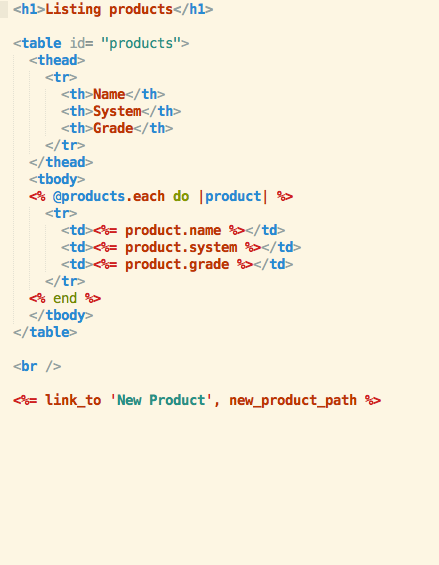 <h1>Listing products</h1>
<table id= "products">
<thead>
<tr>
<th>Name</th>
<th>System</th>
<th>Grade</th>
</tr>
</thead>
<tbody>
<% @products.each do |product| %>
<tr>
<td><%= product.name %></td>
<td><%= product.system %></td>
<td><%= product.grade %></td>
</tr>
<% end %>
</tbody>
</table>
<br />
<%= link_to 'New Product', new_product_path %>